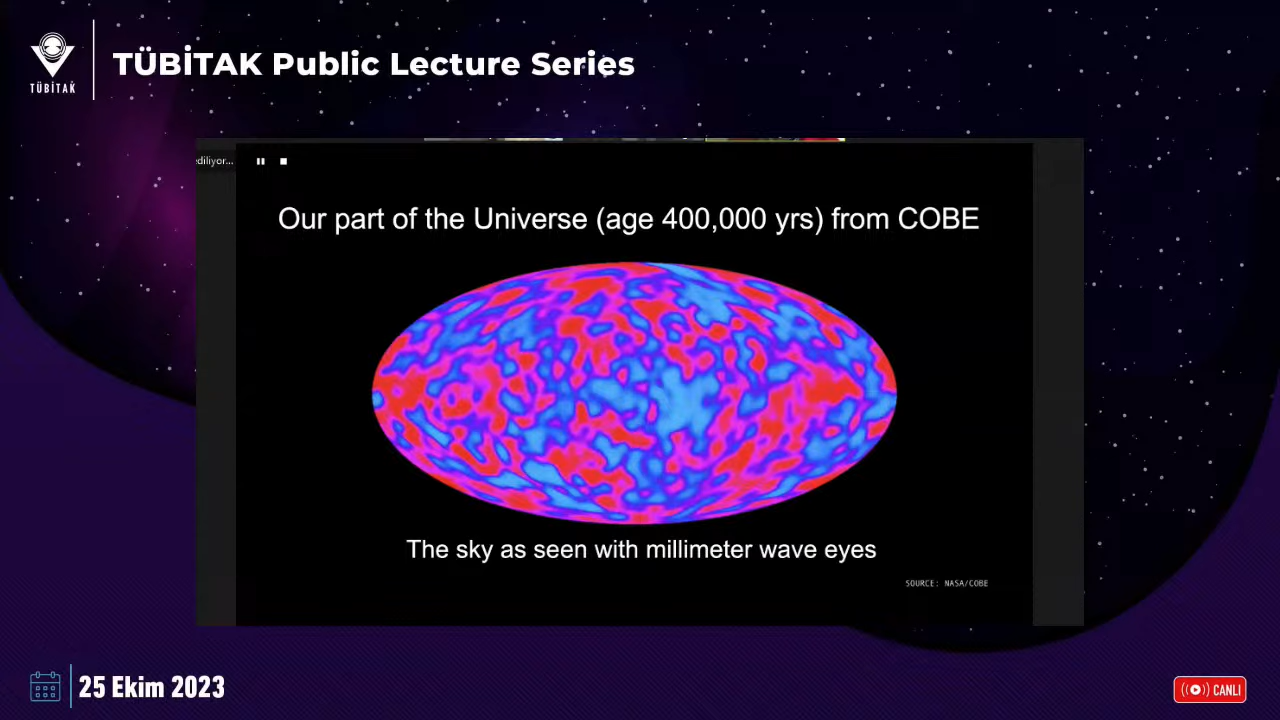 TÜBİTAK
TÜBİTAK Public Lecture Series
ediliyor...
Our part of the Universe (age 400,000 yrs) from COBE
The sky as seen with millimeter wave eyes
SOURCE: NASA/COBE
25 Ekim 2023
CANLI